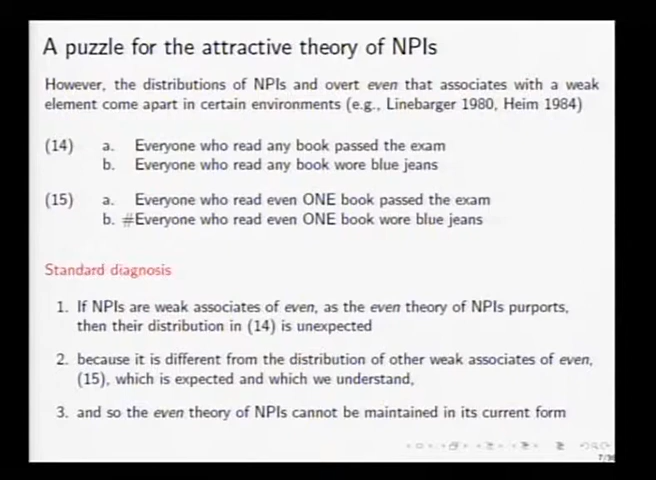 A puzzle for the attractive theory of NPIs
However, the distributions of NPIs and overt even that associates with a weak
element come apart in certain environments (e.g., Linebarger 1980, Heim 1984)
(14) a. Everyone who read any book passed the exam
b. Everyone who read any book wore blue jeans
(15) a. Everyone who read even ONE book passed the exam
b. #Everyone who read even ONE book wore blue jeans
Standard diagnosis
1. If NPIs are weak associates of even, as the even theory of NPIs purports,
then their distribution in (14) is unexpected
2. because it is different from the distribution of other weak associates of even,
(15), which is expected and which we understand,
3. and so the even theory of NPIs cannot be maintained in its current form